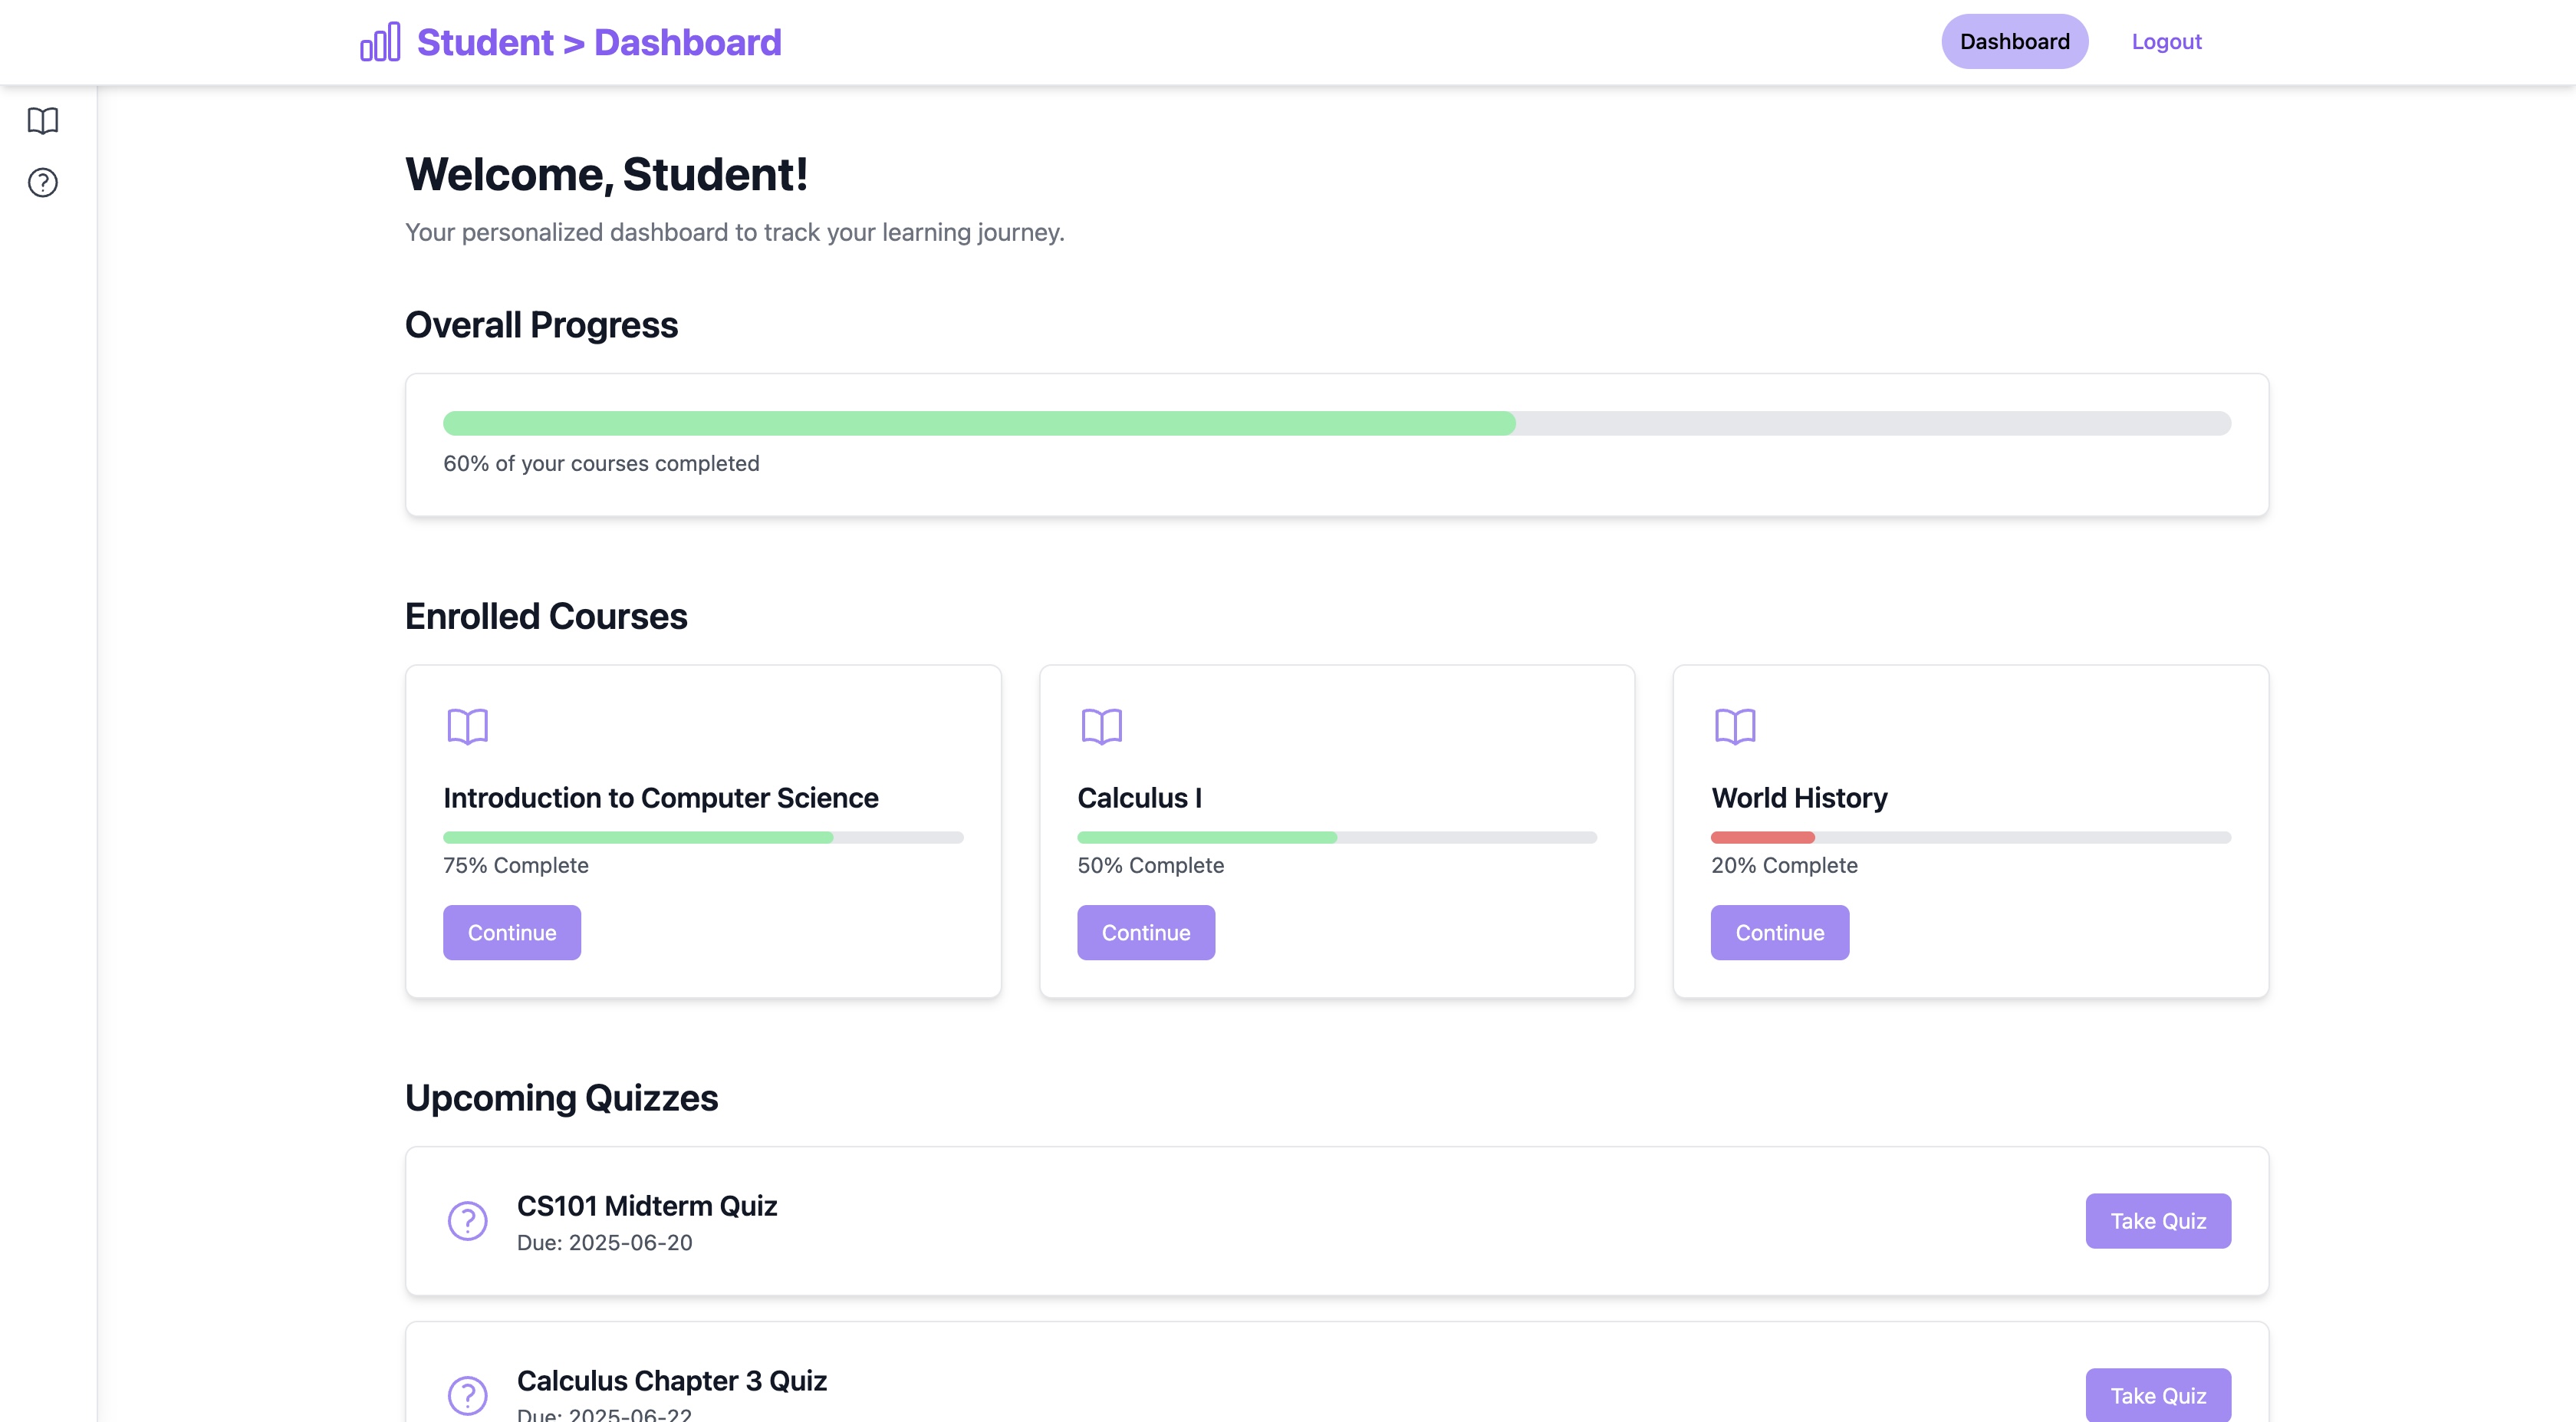 Student > Dashboard
Dashboard
Logout
Welcome, Student!
Your personalized dashboard to track your learning journey.
Overall Progress
60% of your courses completed
Enrolled Courses
Introduction to Computer Science
75% Complete
Continue
Calculus I
50% Complete
Continue
World History
20% Complete
Continue
Upcoming Quizzes
CS101 Midterm Quiz
Due: 2025-06-20
Take Quiz
Calculus Chapter 3 Quiz
Due: 2025-06-22
Take Quiz